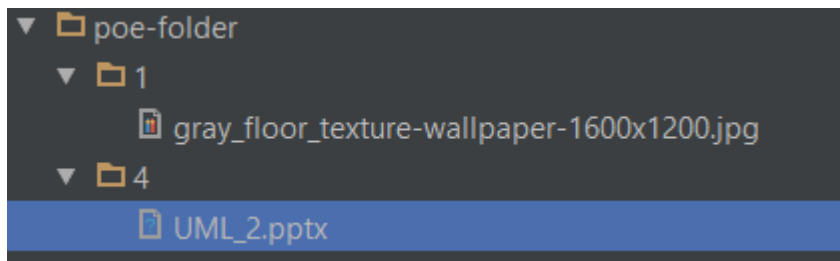 poe-folder
1
gray_floor_texture-wallpaper-1600x1200.jpg
4
UML_2.pptx